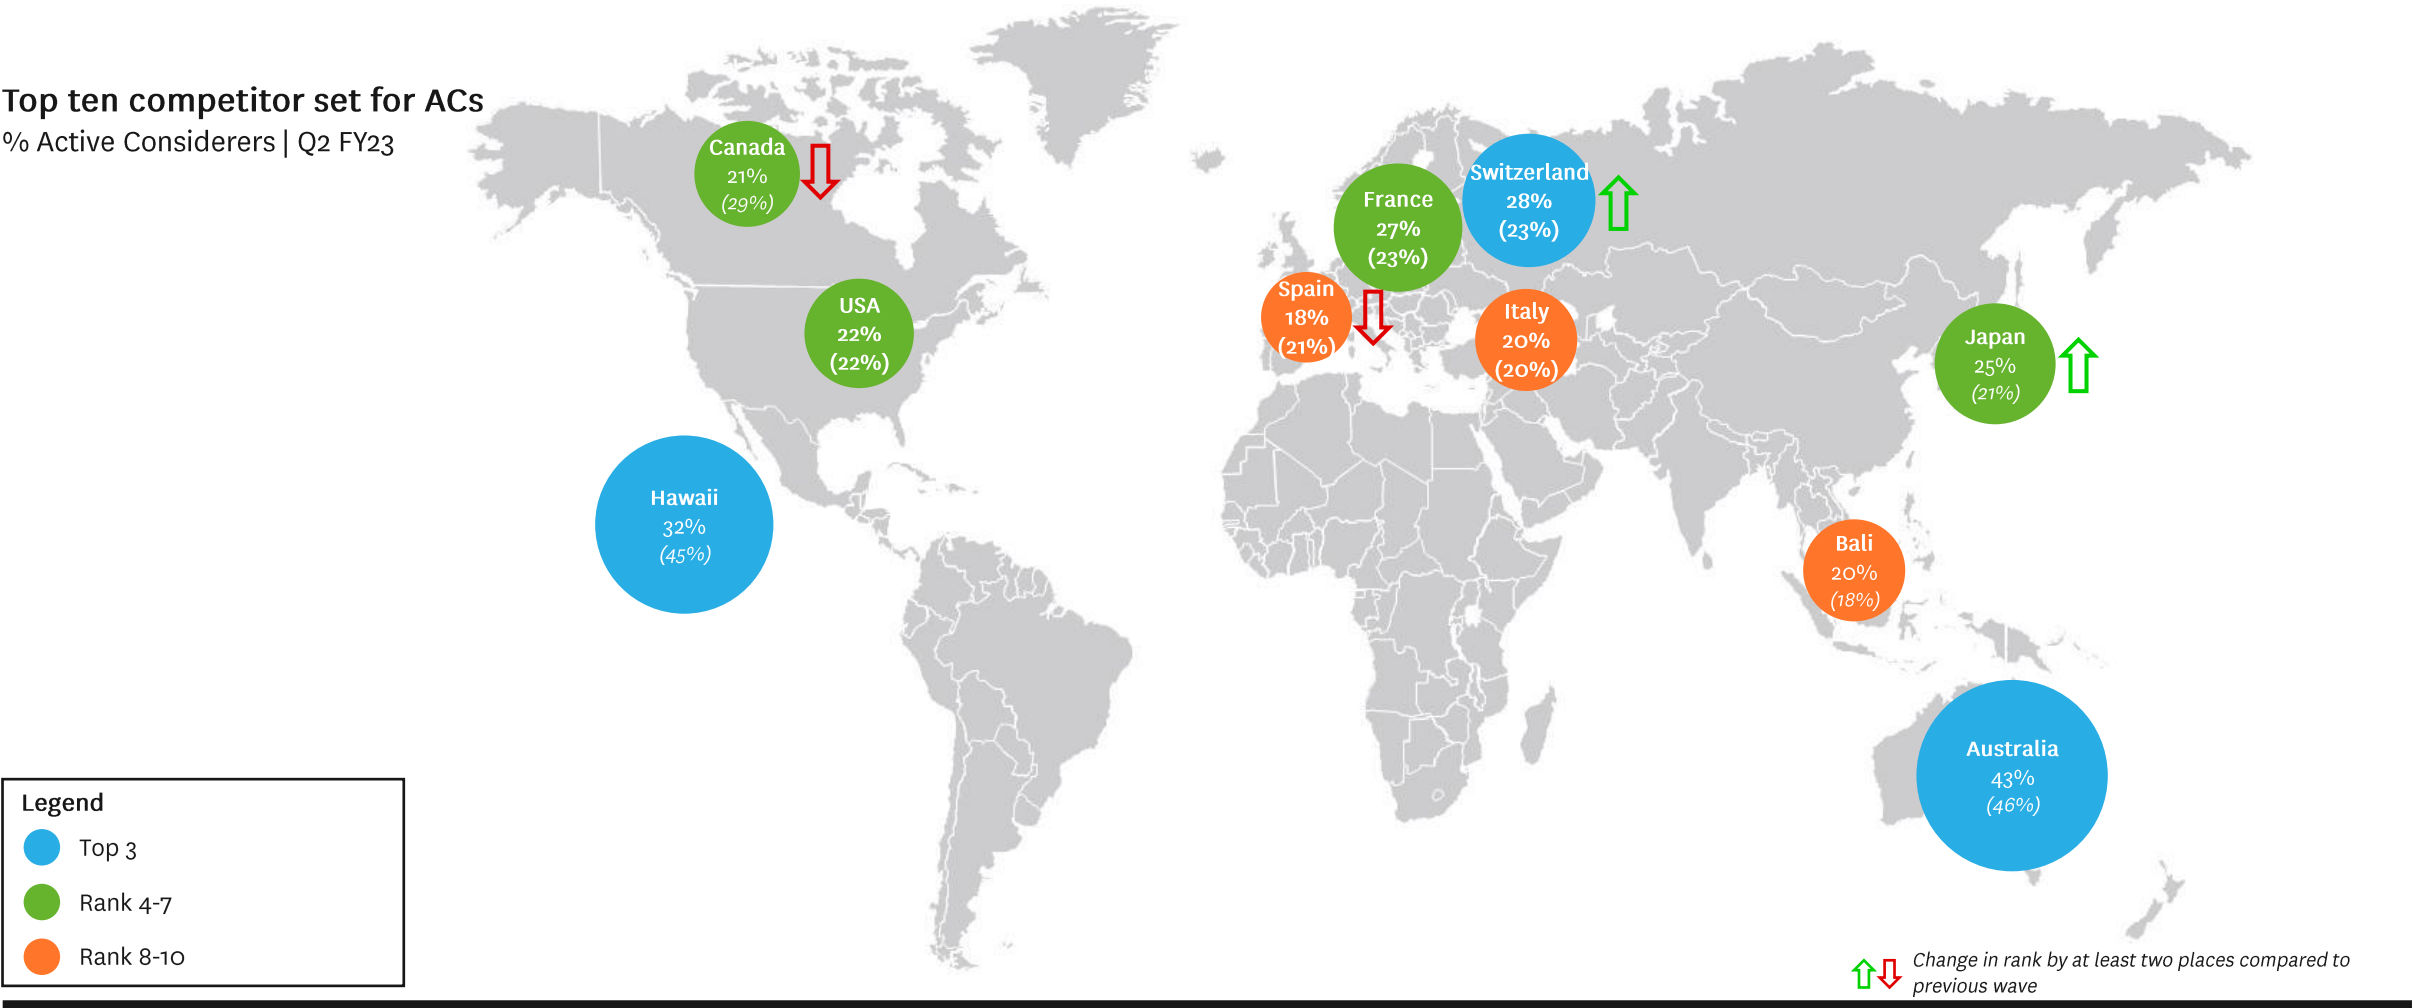 Top ten competitor set for ACs
% Active Considerers | Q2 FY23
Canada
21%
(29%)
USA
22%
(22%)
Hawaii
32%
(45%)
France
27%
(23%)
Switzerland
28%
(23%)
Spain
18%
(21%)
Italy
20%
(20%)
Japan
25%
(21%)
Bali
20%
(18%)
Australia
43%
(46%)
Legend
Top 3
Rank 4-7
Rank 8-10
Change in rank by at least two places compared to
previous wave